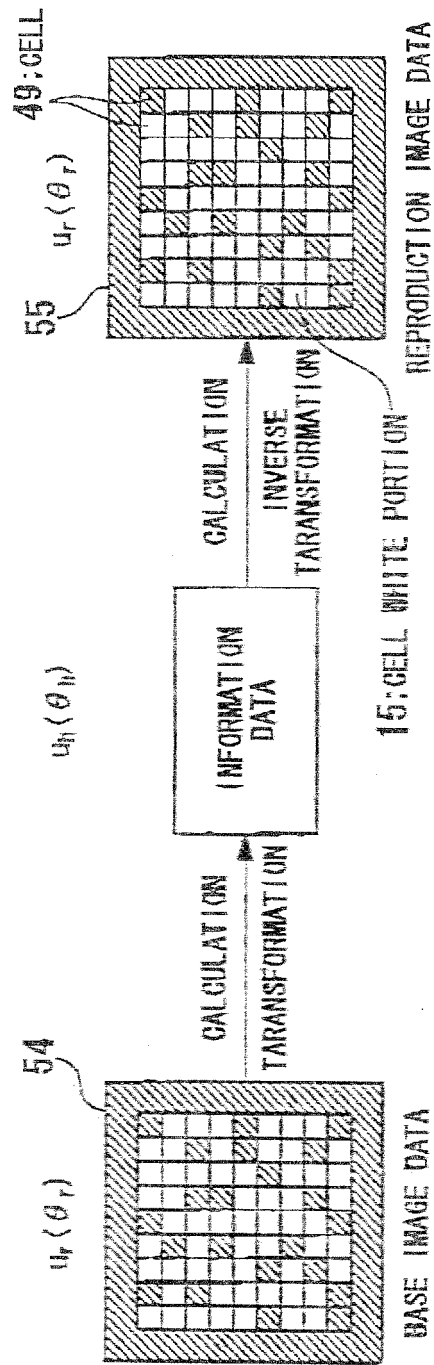 u_r(θ_r)
u_h(θ_h)
u_r(θ_r)
54
55
49:CELL
CALCULATION
TARANSFORMATION
INFORMATION
DATA
CALCULATION
INVERSE
TARANSFORMATION
15:CELL WHITE PORTION
BASE IMAGE DATA
REPRODUCTION IMAGE DATA